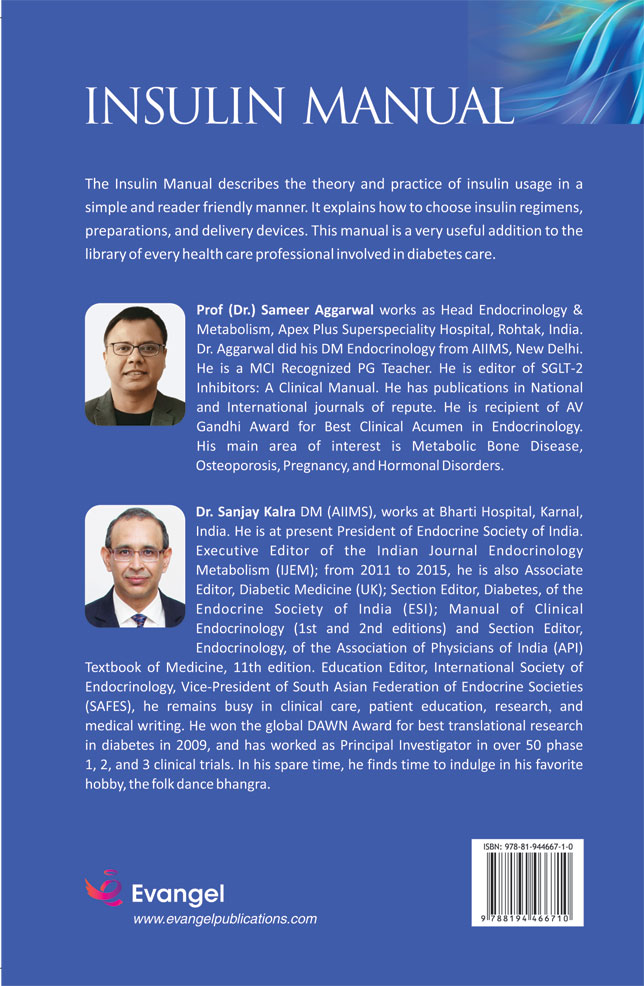 INSULIN MANUAL
The Insulin Manual describes the theory and practice of insulin usage in a
simple and reader friendly manner. It explains how to choose insulin regimens,
preparations, and delivery devices. This manual is a very useful addition to the
library of every health care professional involved in diabetes care.
Prof (Dr.) Sameer Aggarwal works as Head Endocrinology &
Metabolism, Apex Plus Superspeciality Hospital, Rohtak, India.
Dr. Aggarwal did his DM Endocrinology from AIIMS, New Delhi.
He is a MCI Recognized PG Teacher. He is editor of SGLT-2
Inhibitors: A Clinical Manual. He has publications in National
and International journals of repute. He is recipient of AV
Gandhi Award for Best Clinical Acumen in Endocrinology.
His main area of interest is Metabolic Bone Disease,
Osteoporosis, Pregnancy, and Hormonal Disorders.
Dr. Sanjay Kalra DM (AIIMS), works at Bharti Hospital, Karnal,
India. He is at present President of Endocrine Society of India.
Executive Editor of the Indian Journal Endocrinology
Metabolism (IJEM); from 2011 to 2015, he is also Associate
Editor, Diabetic Medicine (UK); Section Editor, Diabetes, of the
Endocrine Society of India (ESI); Manual of Clinical
Endocrinology (1st and 2nd editions) and Section Editor,
Endocrinology, of the Association of Physicians of India (API)
Textbook of Medicine, 11th edition. Education Editor, International Society of
Endocrinology, Vice-President of South Asian Federation of Endocrine Societies
(SAFES), he remains busy in clinical care, patient education, research, and
medical writing. He won the global DAWN Award for best translational research
in diabetes in 2009, and has worked as Principal Investigator in over 50 phase
1, 2, and 3 clinical trials. In his spare time, he finds time to indulge in his favorite
hobby, the folk dance bhangra.
Evangel
www.evangelpublications.com
ISBN: 978-81-944667-1-0
9 788194 466710